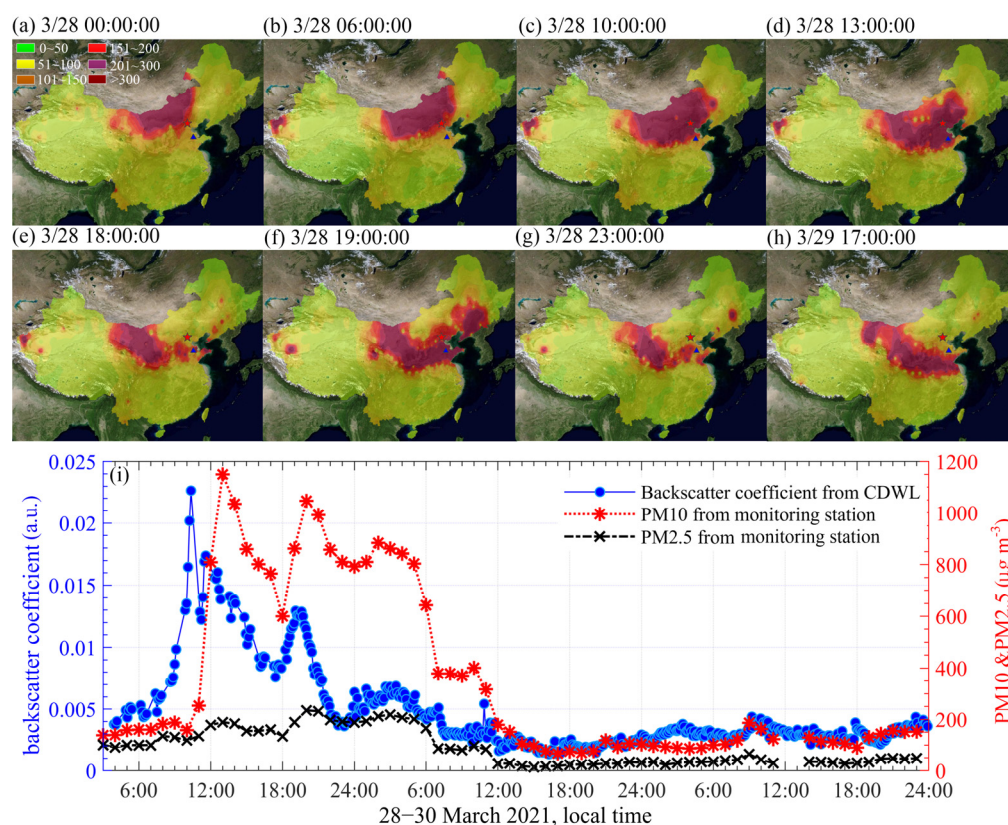 (a) 3/28 00:00:00
(b) 3/28 06:00:00
(c) 3/28 10:00:00
(d) 3/28 13:00:00
0~50
151~200
51~100
201~300
101~150
>300
(e) 3/28 18:00:00
(f) 3/28 19:00:00
(g) 3/28 23:00:00
(h) 3/29 17:00:00
(i)
Backscatter coefficient from CDWL
PM10 from monitoring station
PM2.5 from monitoring station
backscatter coefficient (a.u.)
0.025
0.02
0.015
0.01
0.005
0
PM10 &PM2.5 (ug m-3)
1200
1000
800
600
400
200
0
6:00 12:00 18:00 24:00 6:00 12:00 18:00 24:00 6:00 12:00 18:00 24:00
28−30 March 2021, local time